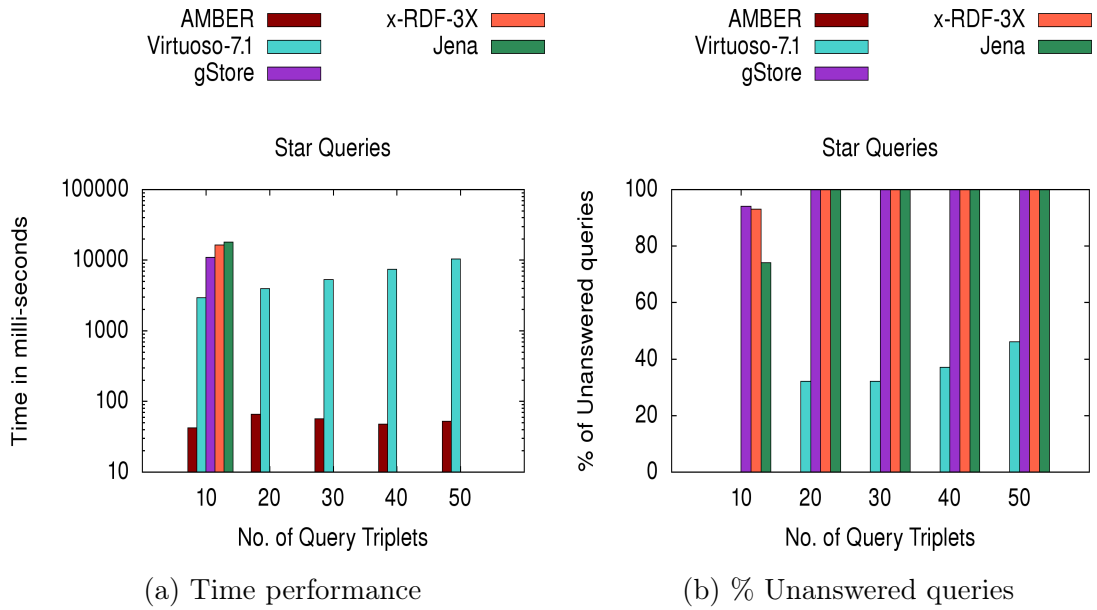 AMBER
Virtuoso-7.1
gStore
x-RDF-3X
Jena
Star Queries
Time in milli-seconds
100000
10000
1000
100
10
10 20 30 40 50
No. of Query Triplets
(a) Time performance
AMBER
Virtuoso-7.1
gStore
x-RDF-3X
Jena
Star Queries
% of Unanswered queries
100
80
60
40
20
0
10 20 30 40 50
No. of Query Triplets
(b) % Unanswered queries